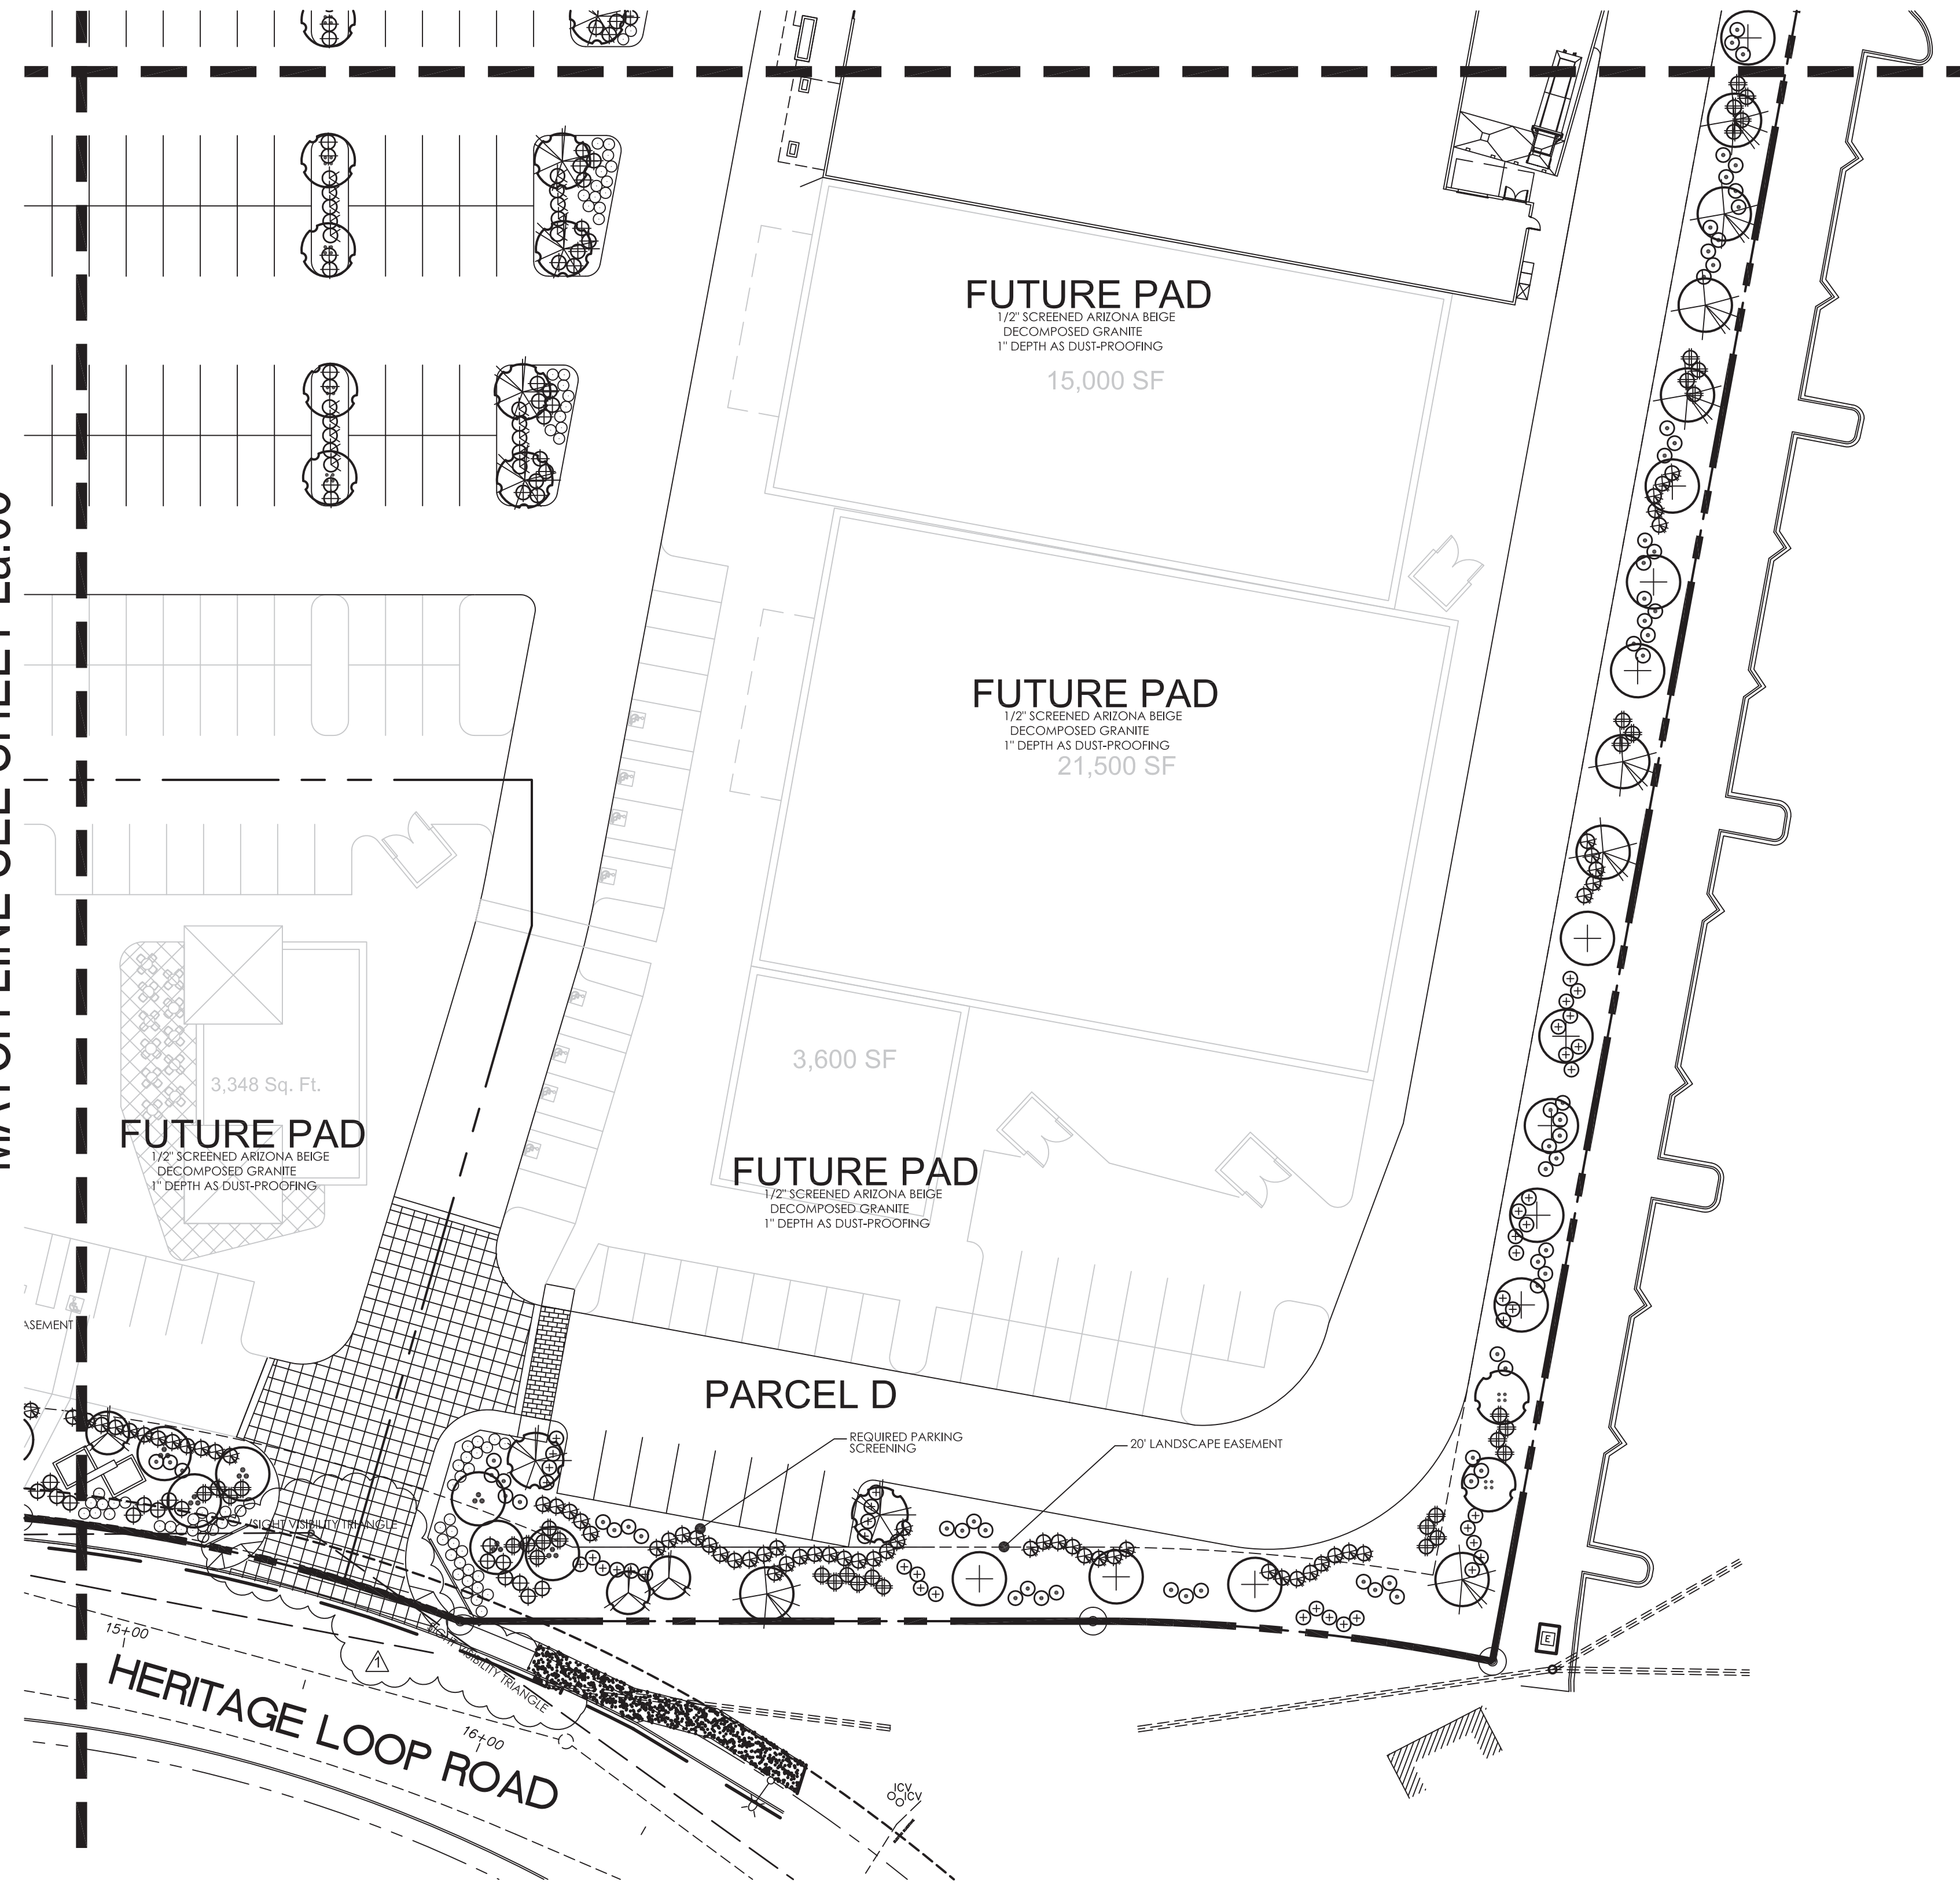 FUTURE PAD
1/2" SCREENED ARIZONA BEIGE
DECOMPOSED GRANITE
1" DEPTH AS DUST-PROOFING
15,000 SF
FUTURE PAD
1/2" SCREENED ARIZONA BEIGE
DECOMPOSED GRANITE
1" DEPTH AS DUST-PROOFING
21,500 SF
3,348 Sq. Ft.
FUTURE PAD
1/2" SCREENED ARIZONA BEIGE
DECOMPOSED GRANITE
1" DEPTH AS DUST-PROOFING
3,600 SF
FUTURE PAD
1/2" SCREENED ARIZONA BEIGE
DECOMPOSED GRANITE
1" DEPTH AS DUST-PROOFING
PARCEL D
REQUIRED PARKING
SCREENING
20' LANDSCAPE EASEMENT
SIGHT VISIBILITY TRIANGLE
SIGHT VISIBILITY TRIANGLE
15+00
1
HERITAGE LOOP ROAD
16+00
E
ICV
ICV